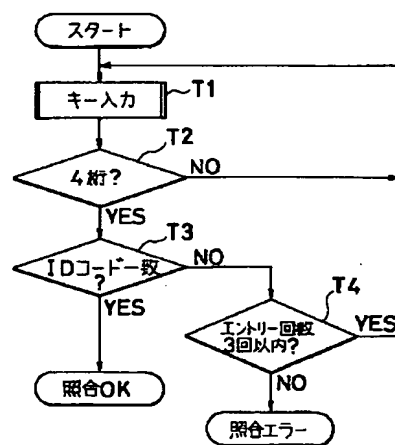 スタート
キー入力
T1
T2
4桁?
NO
YES
T3
IDコード一致
?
NO
YES
T4
エントリー回数
3回以内?
YES
NO
照合OK
照合エラー